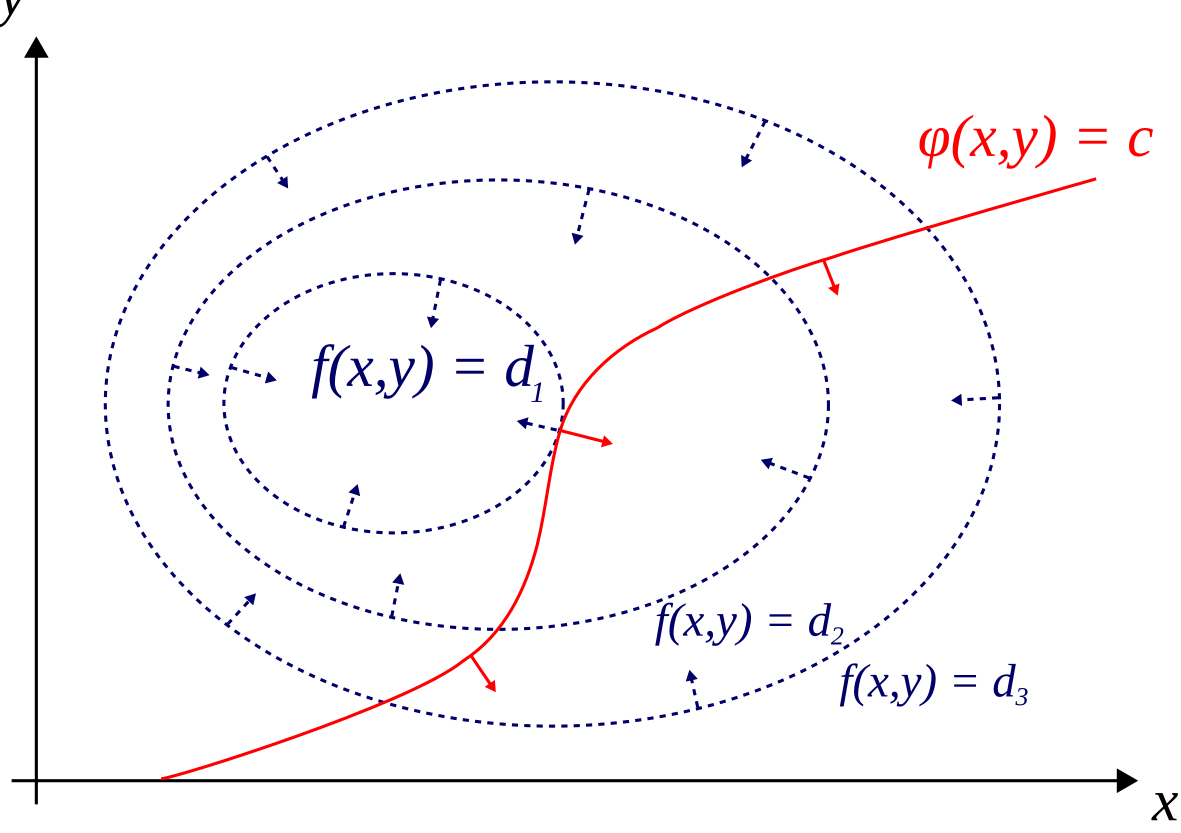 y
φ(x,y) = c
f(x,y) = d₁
f(x,y) = d₂
f(x,y) = d₃
x